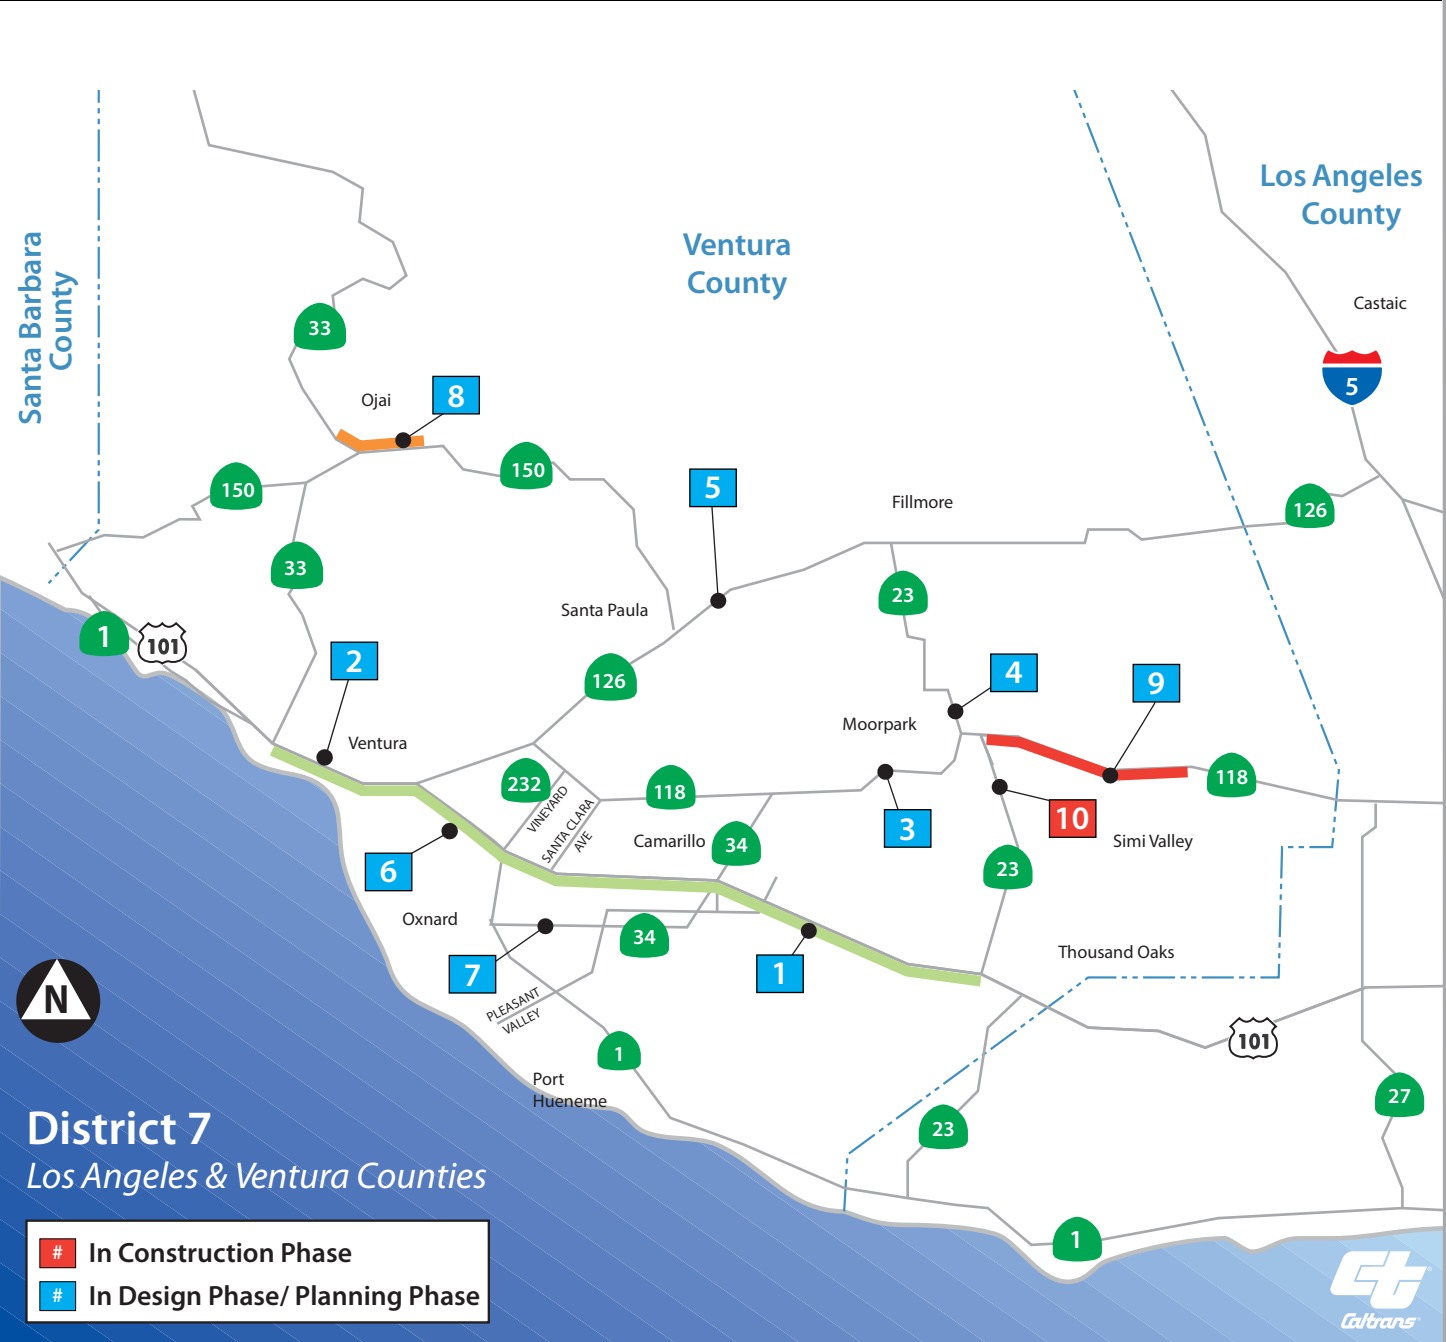 Los Angeles
County
Ventura
County
Santa Barbara
County
Castaic
5
33
Ojai
8
150
150
5
Fillmore
126
33
23
Santa Paula
1
101
2
126
4
9
Moorpark
Ventura
232
118
118
VINEYARD
SANTA CLARA
AVE
3
10
Camarillo
34
Simi Valley
6
23
Oxnard
34
7
1
Thousand Oaks
PLEASANT
VALLEY
N
101
1
Port
Hueneme
27
23
District 7
Los Angeles & Ventura Counties
1
# In Construction Phase
# In Design Phase/ Planning Phase
Caltrans